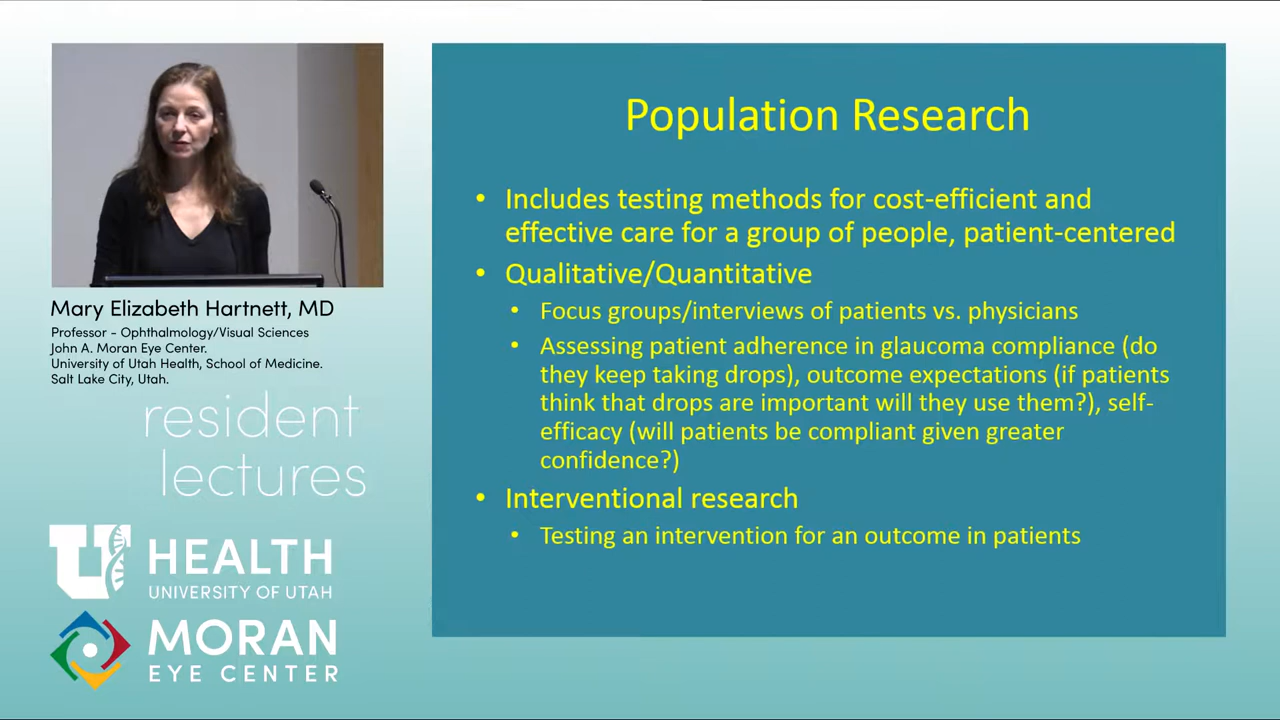 Mary Elizabeth Hartnett, MD
Professor - Ophthalmology/Visual Sciences
John A. Moran Eye Center.
University of Utah Health, School of Medicine.
Salt Lake City, Utah.
resident
lectures
U
HEALTH
UNIVERSITY OF UTAH
MORAN
EYE CENTER
Population Research
• Includes testing methods for cost-efficient and
effective care for a group of people, patient-centered
• Qualitative/Quantitative
• Focus groups/interviews of patients vs. physicians
• Assessing patient adherence in glaucoma compliance (do
they keep taking drops), outcome expectations (if patients
think that drops are important will they use them?), self-
efficacy (will patients be compliant given greater
confidence?)
• Interventional research
• Testing an intervention for an outcome in patients